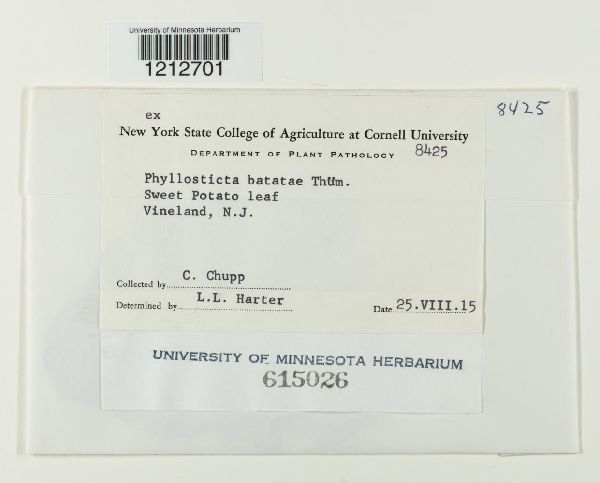 University of Minnesota Herbarium
1212701
8425
ex
New York State College of Agriculture at Cornell University
Department of Plant Pathology 8425
Phyllosticta batatae Thüm.
Sweet Potato leaf
Vineland, N.J.
Collected by C. Chupp
Determined by L.L. Harter
Date 25.VIII.15
UNIVERSITY OF MINNESOTA HERBARIUM
615026